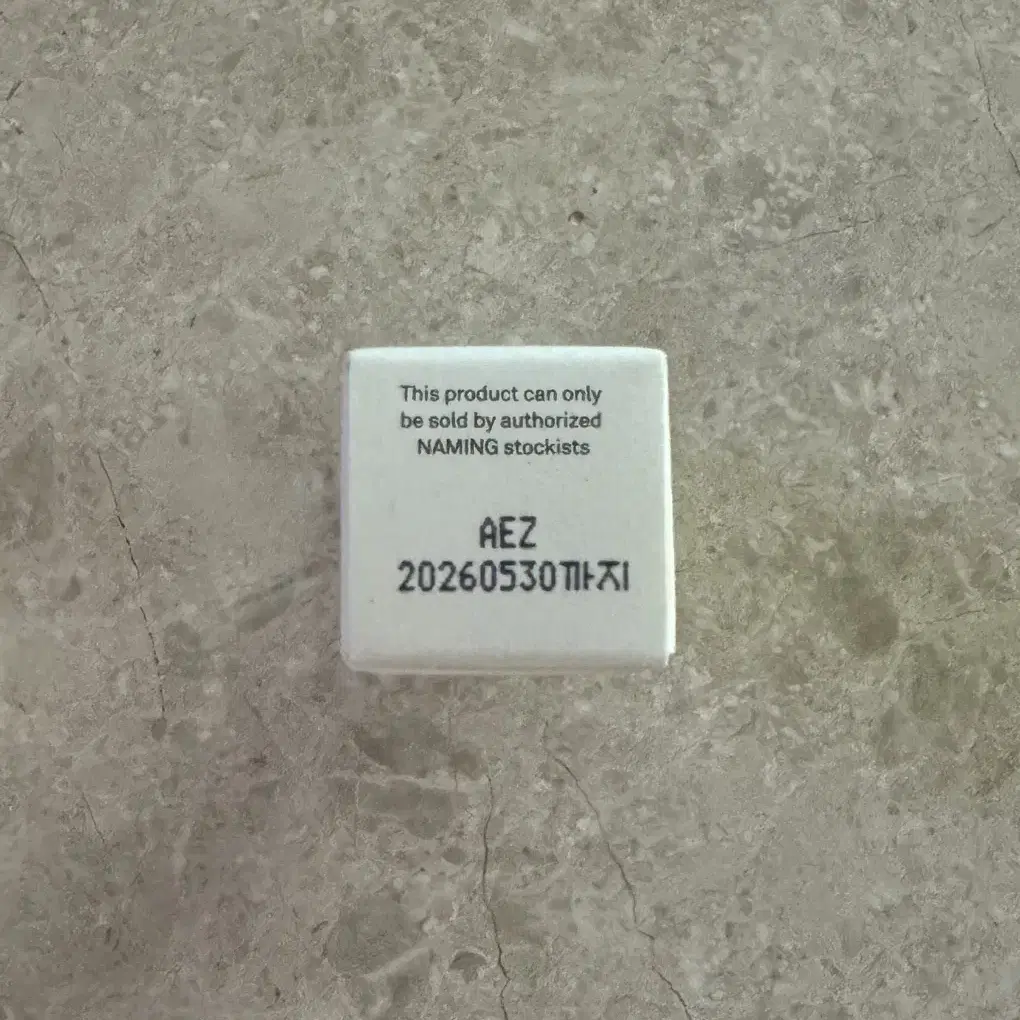 This product can only
be sold by authorized
NAMING stockists
AEZ
20260530까지